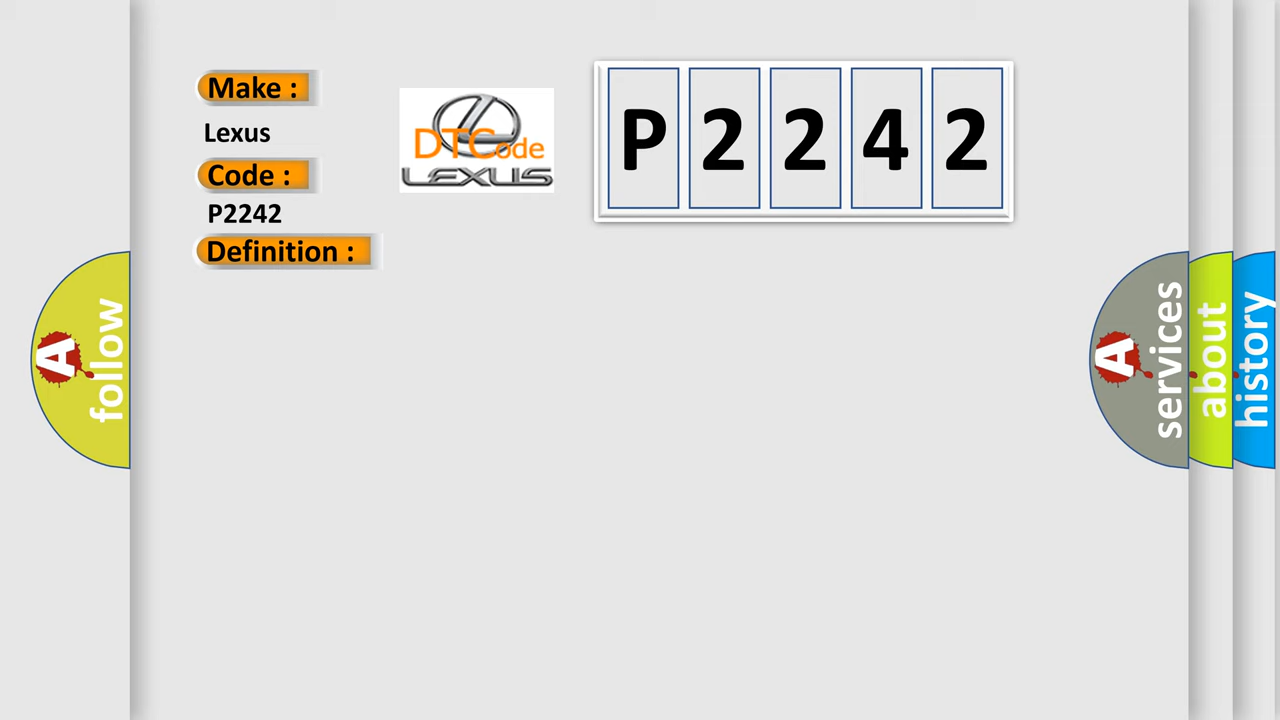 Make :
Lexus
Code :
P2242
Definition :
DTCode
LEXUS
P 2 2 4 2
A follow
A services
about
history